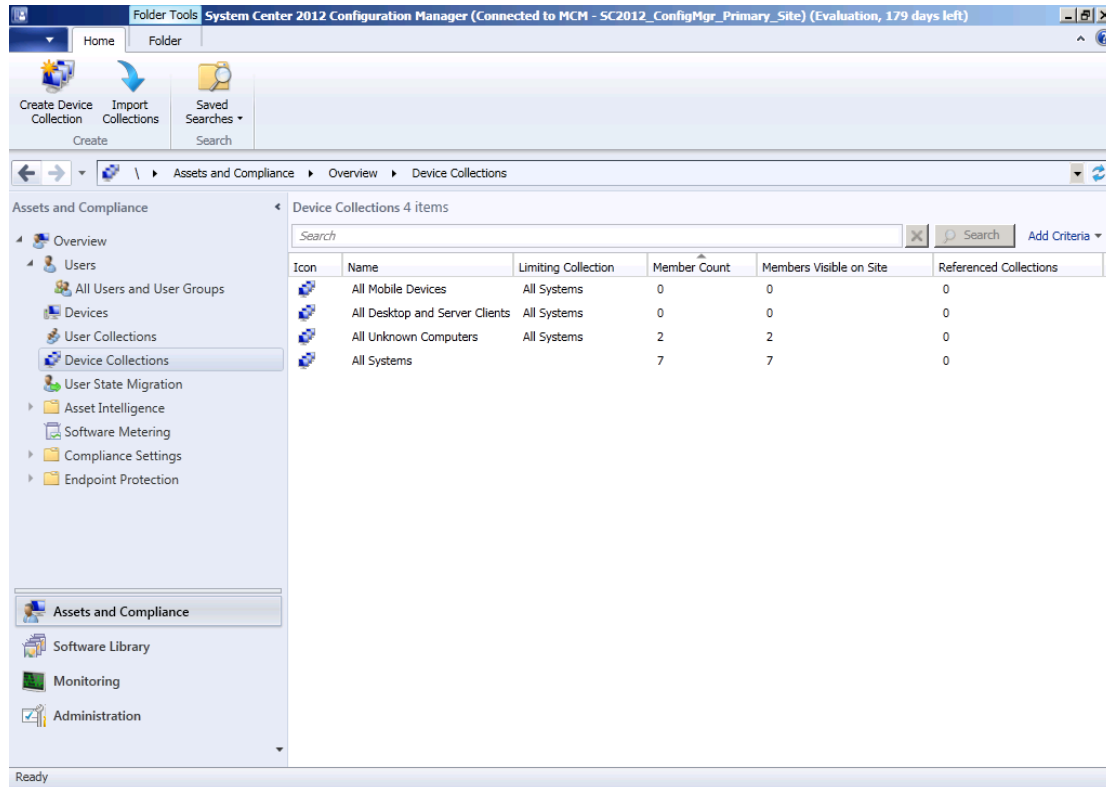 Folder Tools System Center 2012 Configuration Manager (Connected to MCM - SC2012_ConfigMgr_Primary_Site) (Evaluation, 179 days left)
Home Folder
Create Device Collection Import Collections Saved Searches
Create Search
\ Assets and Compliance Overview Device Collections
Assets and Compliance
Overview
Users
All Users and User Groups
Devices
User Collections
Device Collections
User State Migration
Asset Intelligence
Software Metering
Compliance Settings
Endpoint Protection
Assets and Compliance
Software Library
Monitoring
Administration
Device Collections 4 items
Search Search Add Criteria
Icon Name Limiting Collection Member Count Members Visible on Site Referenced Collections
All Mobile Devices All Systems 0 0 0
All Desktop and Server Clients All Systems 0 0 0
All Unknown Computers All Systems 2 2 0
All Systems 7 7 0
Ready